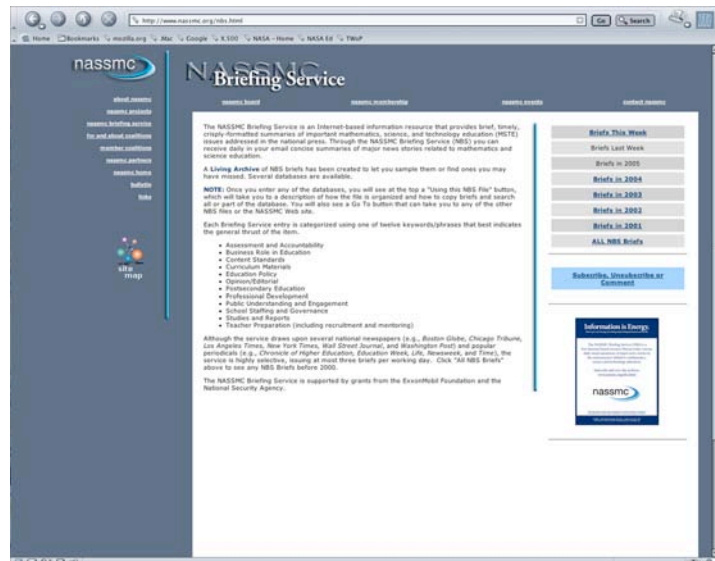 http://www.nassmc.org/nbs.html
Go
Search
Home Bookmarks mozilla.org Mac Google X.500 NASA - Home NASA Ed TWoP
nassmc
NASSMC
Briefing Service
nassmc board nassmc membership nassmc events contact nassmc
about nassmc
nassmc projects
nassmc briefing service
for and about coalitions
member coalitions
nassmc partners
nassmc home
bulletin
links
site
map
The NASSMC Briefing Service is an Internet-based information resource that provides brief, timely,
crisply-formatted summaries of important mathematics, science, and technology education (MSTE)
issues addressed in the national press. Through the NASSMC Briefing Service (NBS) you can
receive daily in your email concise summaries of major news stories related to mathematics and
science education.
A Living Archive of NBS briefs has been created to let you sample them or find ones you may
have missed. Several databases are available.
NOTE: Once you enter any of the databases, you will see at the top a "Using this NBS File" button,
which will take you to a description of how the file is organized and how to copy briefs and search
all or part of the database. You will also see a Go To button that can take you to any of the other
NBS files or the NASSMC Web site.
Each Briefing Service entry is categorized using one of twelve keywords/phrases that best indicates
the general thrust of the item.
• Assessment and Accountability
• Business Role in Education
• Content Standards
• Curriculum Materials
• Education Policy
• Opinion/Editorial
• Postsecondary Education
• Professional Development
• Public Understanding and Engagement
• School Staffing and Governance
• Studies and Reports
• Teacher Preparation (including recruitment and mentoring)
Although the service draws upon several national newspapers (e.g., Boston Globe, Chicago Tribune,
Los Angeles Times, New York Times, Wall Street Journal, and Washington Post) and popular
periodicals (e.g., Chronicle of Higher Education, Education Week, Life, Newsweek, and Time), the
service is highly selective, issuing at most three briefs per working day. Click "All NBS Briefs"
above to see any NBS Briefs before 2000.
The NASSMC Briefing Service is supported by grants from the ExxonMobil Foundation and the
National Security Agency.
Briefs This Week
Briefs Last Week
Briefs in 2005
Briefs in 2004
Briefs in 2003
Briefs in 2002
Briefs in 2001
ALL NBS Briefs
Subscribe, Unsubscribe or
Comment
Information is Energy.
nassmc